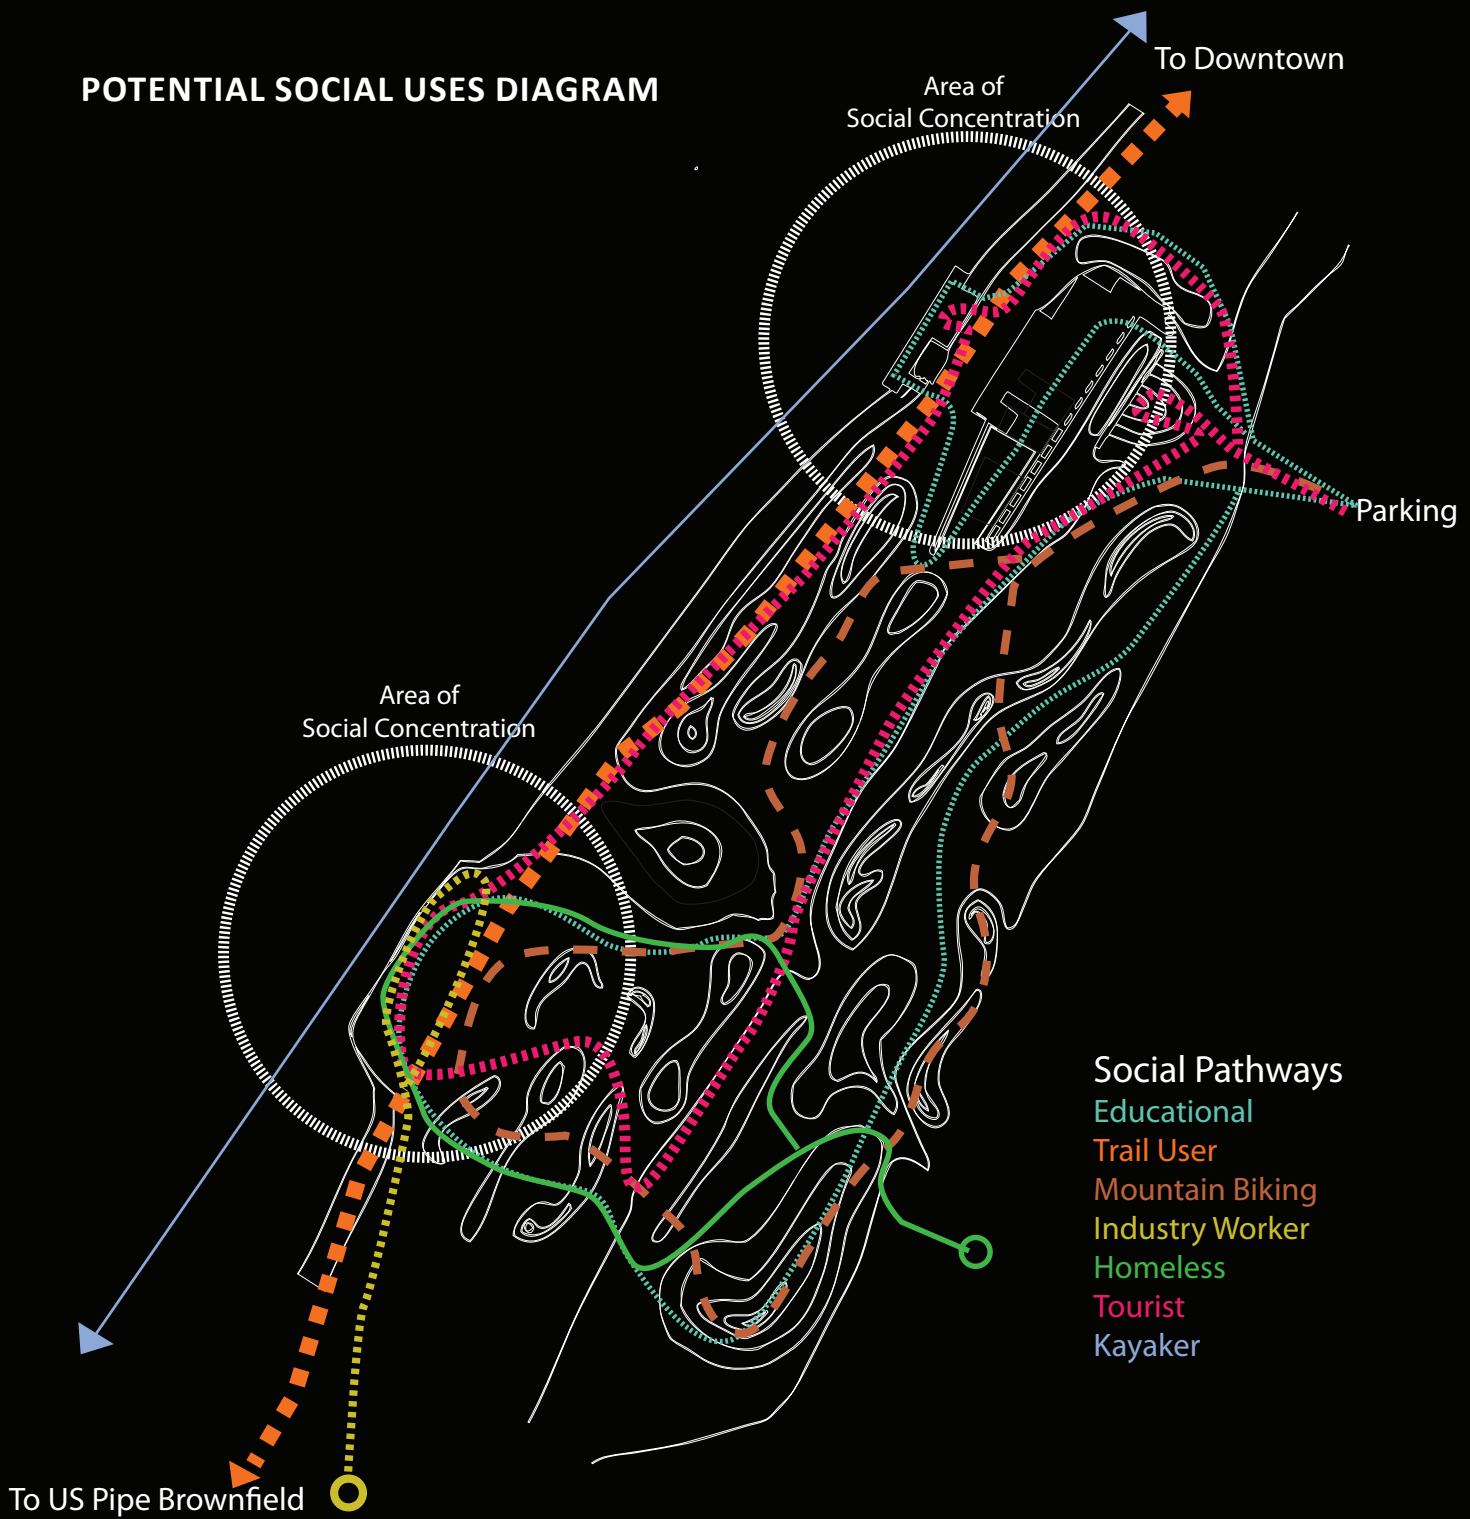 POTENTIAL SOCIAL USES DIAGRAM
To Downtown
Area of
Social Concentration
Parking
Area of
Social Concentration
Social Pathways
Educational
Trail User
Mountain Biking
Industry Worker
Homeless
Tourist
Kayaker
To US Pipe Brownfield